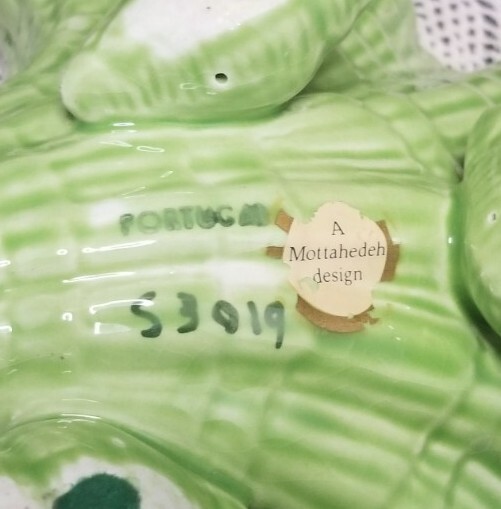 PORTUGAL
S3019
A
Mottahedeh
design